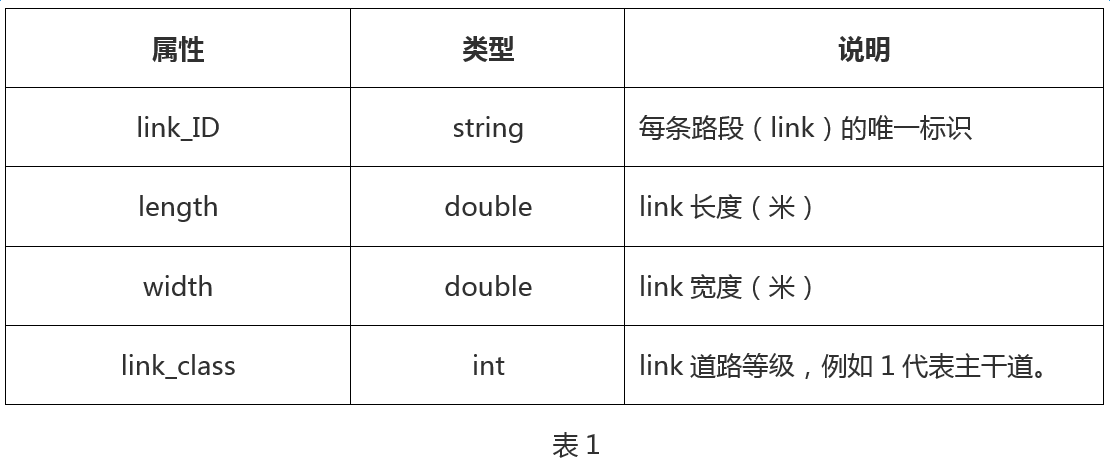 属性 类型 说明
link_ID string 每条路段（link）的唯一标识
length double link 长度（米）
width double link 宽度（米）
link_class int link 道路等级，例如 1 代表主干道。
表 1